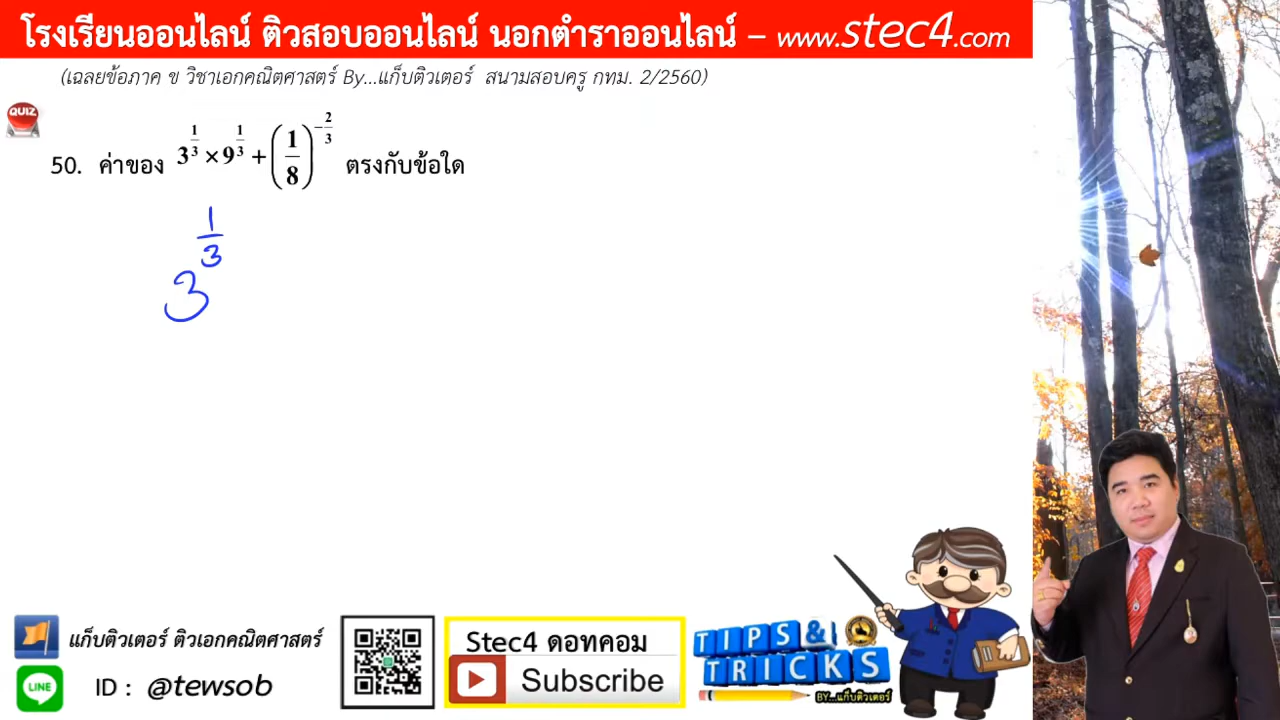 โรงเรียนออนไลน์ ติวสอบออนไลน์ นอกตำราออนไลน์ – www.stec4.com
(เฉลยข้อภาค ข วิชาเอกคณิตศาสตร์ By...แก็บติวเตอร์ สนามสอบครู กทม. 2/2560)
QUIZ
50. ค่าของ 3^{1/3} × 9^{1/3} + (1/8)^{-2/3} ตรงกับข้อใด
3^{1/3}
แก็บติวเตอร์ ติวเอกคณิตศาสตร์
LINE ID : @tewsob
Stec4 ดอทคอม
Subscribe
TIPS &
TRICKS
BY...แก็บติวเตอร์